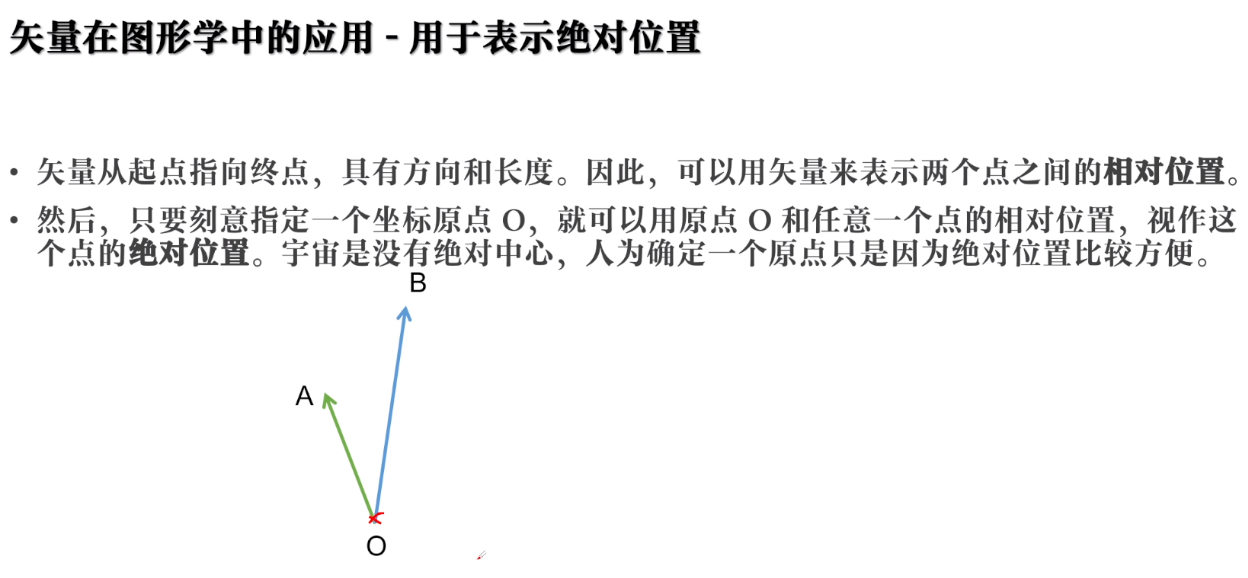 矢量在图形学中的应用 - 用于表示绝对位置
• 矢量从起点指向终点，具有方向和长度。因此，可以用矢量来表示两个点之间的相对位置。
• 然后，只要刻意指定一个坐标原点 O，就可以用原点 O 和任意一个点的相对位置，视作这
个点的绝对位置。宇宙是没有绝对中心，人为确定一个原点只是因为绝对位置比较方便。
B
A
O